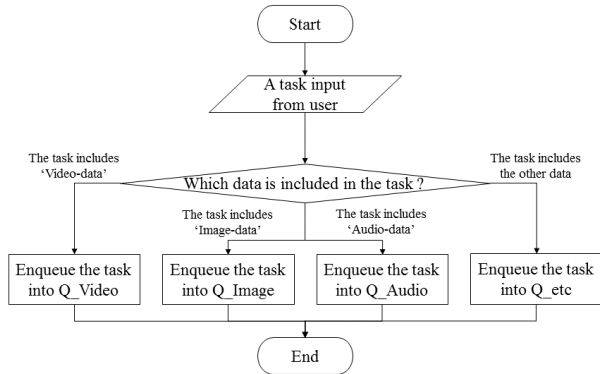 Start
A task input
from user
The task includes
'Video-data'
The task includes
the other data
Which data is included in the task ?
The task includes
'Image-data'
The task includes
'Audio-data'
Enqueue the task
into Q_Video
Enqueue the task
into Q_Image
Enqueue the task
into Q_Audio
Enqueue the task
into Q_etc
End